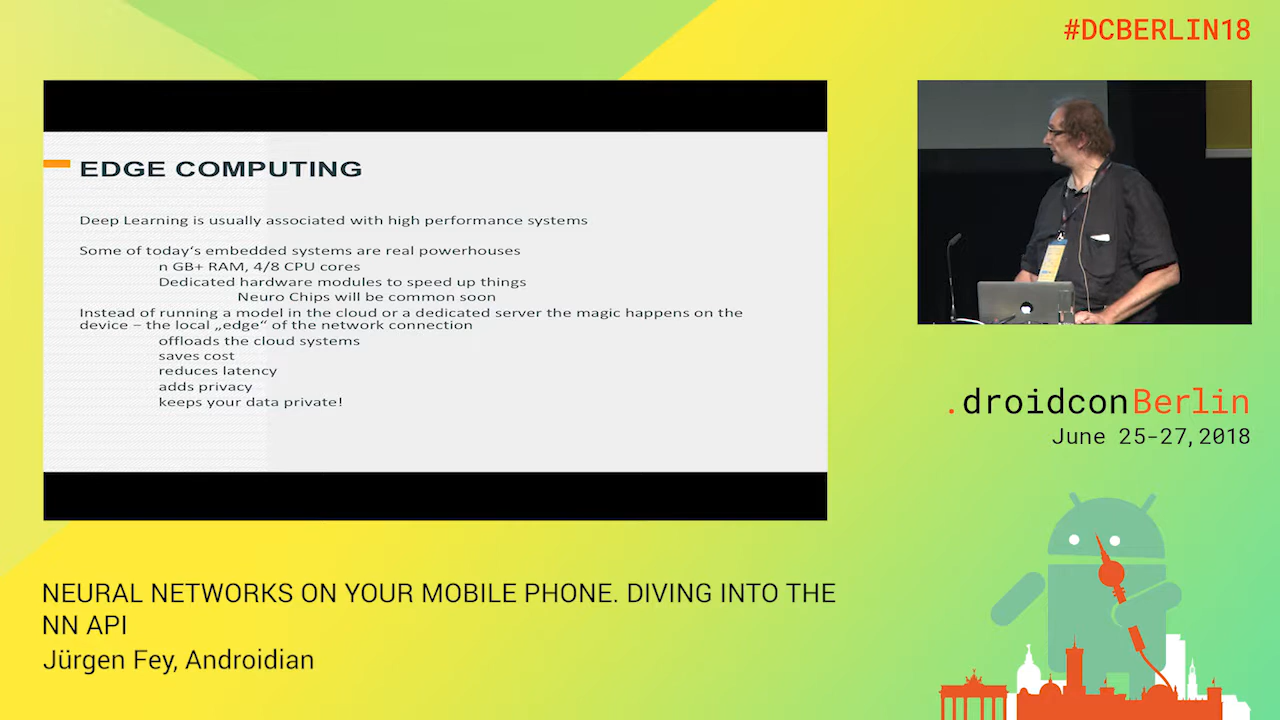 #DCBERLIN18
EDGE COMPUTING
Deep Learning is usually associated with high performance systems
Some of today‘s embedded systems are real powerhouses
n GB+ RAM, 4/8 CPU cores
Dedicated hardware modules to speed up things
Neuro Chips will be common soon
Instead of running a model in the cloud or a dedicated server the magic happens on the
device – the local „edge“ of the network connection
offloads the cloud systems
saves cost
reduces latency
adds privacy
keeps your data private!
.droidconBerlin
June 25-27,2018
NEURAL NETWORKS ON YOUR MOBILE PHONE. DIVING INTO THE
NN API
Jürgen Fey, Androidian